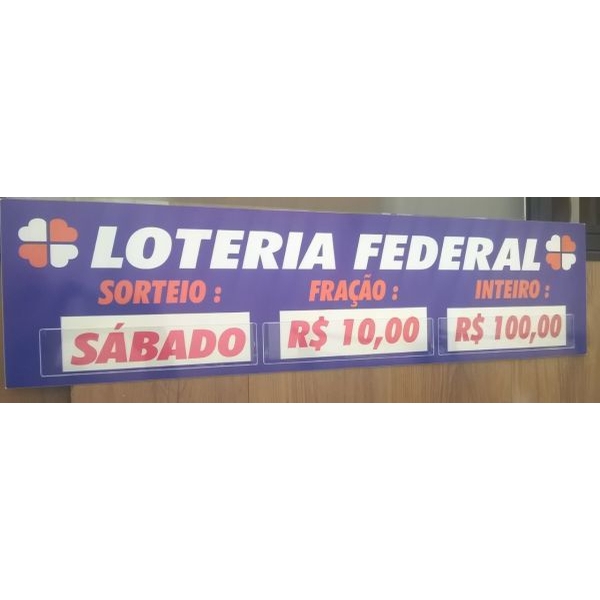 LOTERIA FEDERAL
SORTEIO : FRAÇÃO : INTEIRO :
SÁBADO R$ 10,00 R$ 100,00